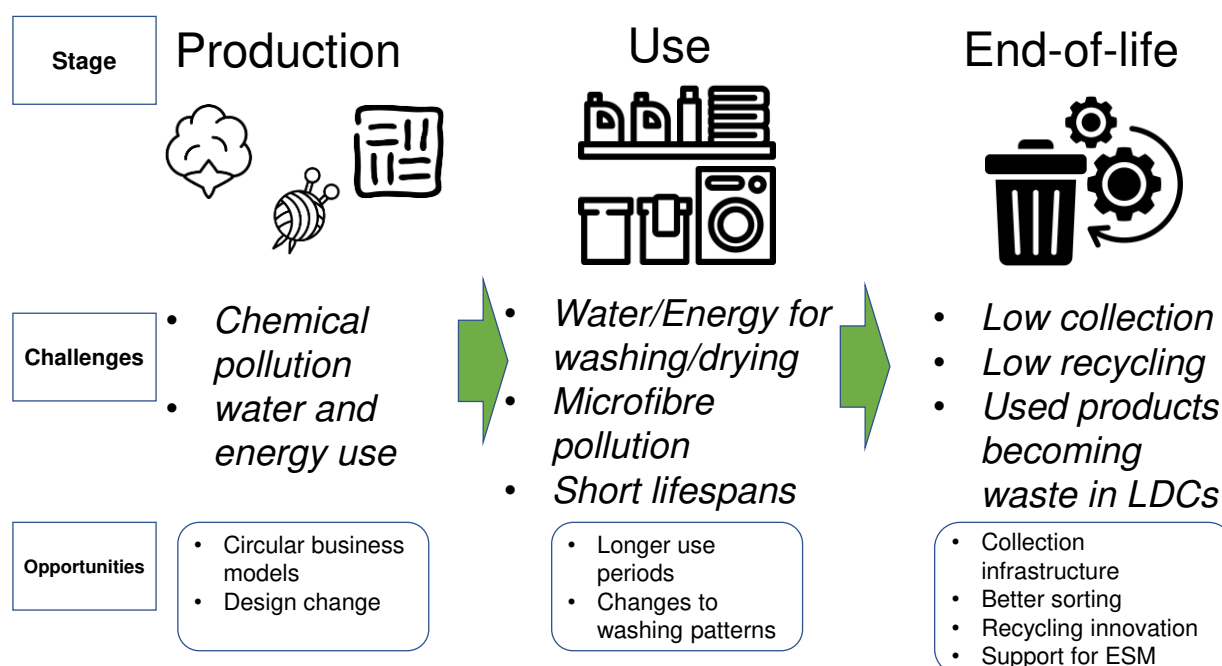 Stage
Production
Use
End-of-life
Challenges
• Chemical
pollution
• water and
energy use
• Water/Energy for
washing/drying
• Microfibre
pollution
• Short lifespans
• Low collection
• Low recycling
• Used products
becoming
waste in LDCs
Opportunities
• Circular business
models
• Design change
• Longer use
periods
• Changes to
washing patterns
• Collection
infrastructure
• Better sorting
• Recycling innovation
• Support for ESM